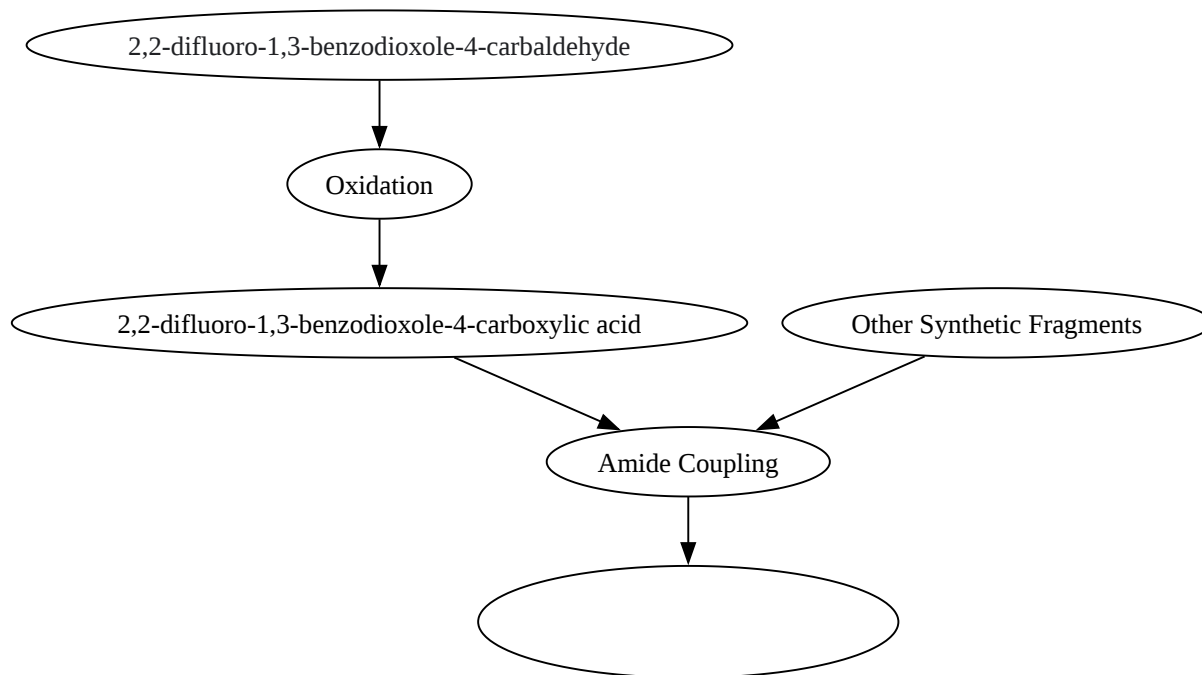 2,2-difluoro-1,3-benzodioxole-4-carbaldehyde
Oxidation
2,2-difluoro-1,3-benzodioxole-4-carboxylic acid
Other Synthetic Fragments
Amide Coupling